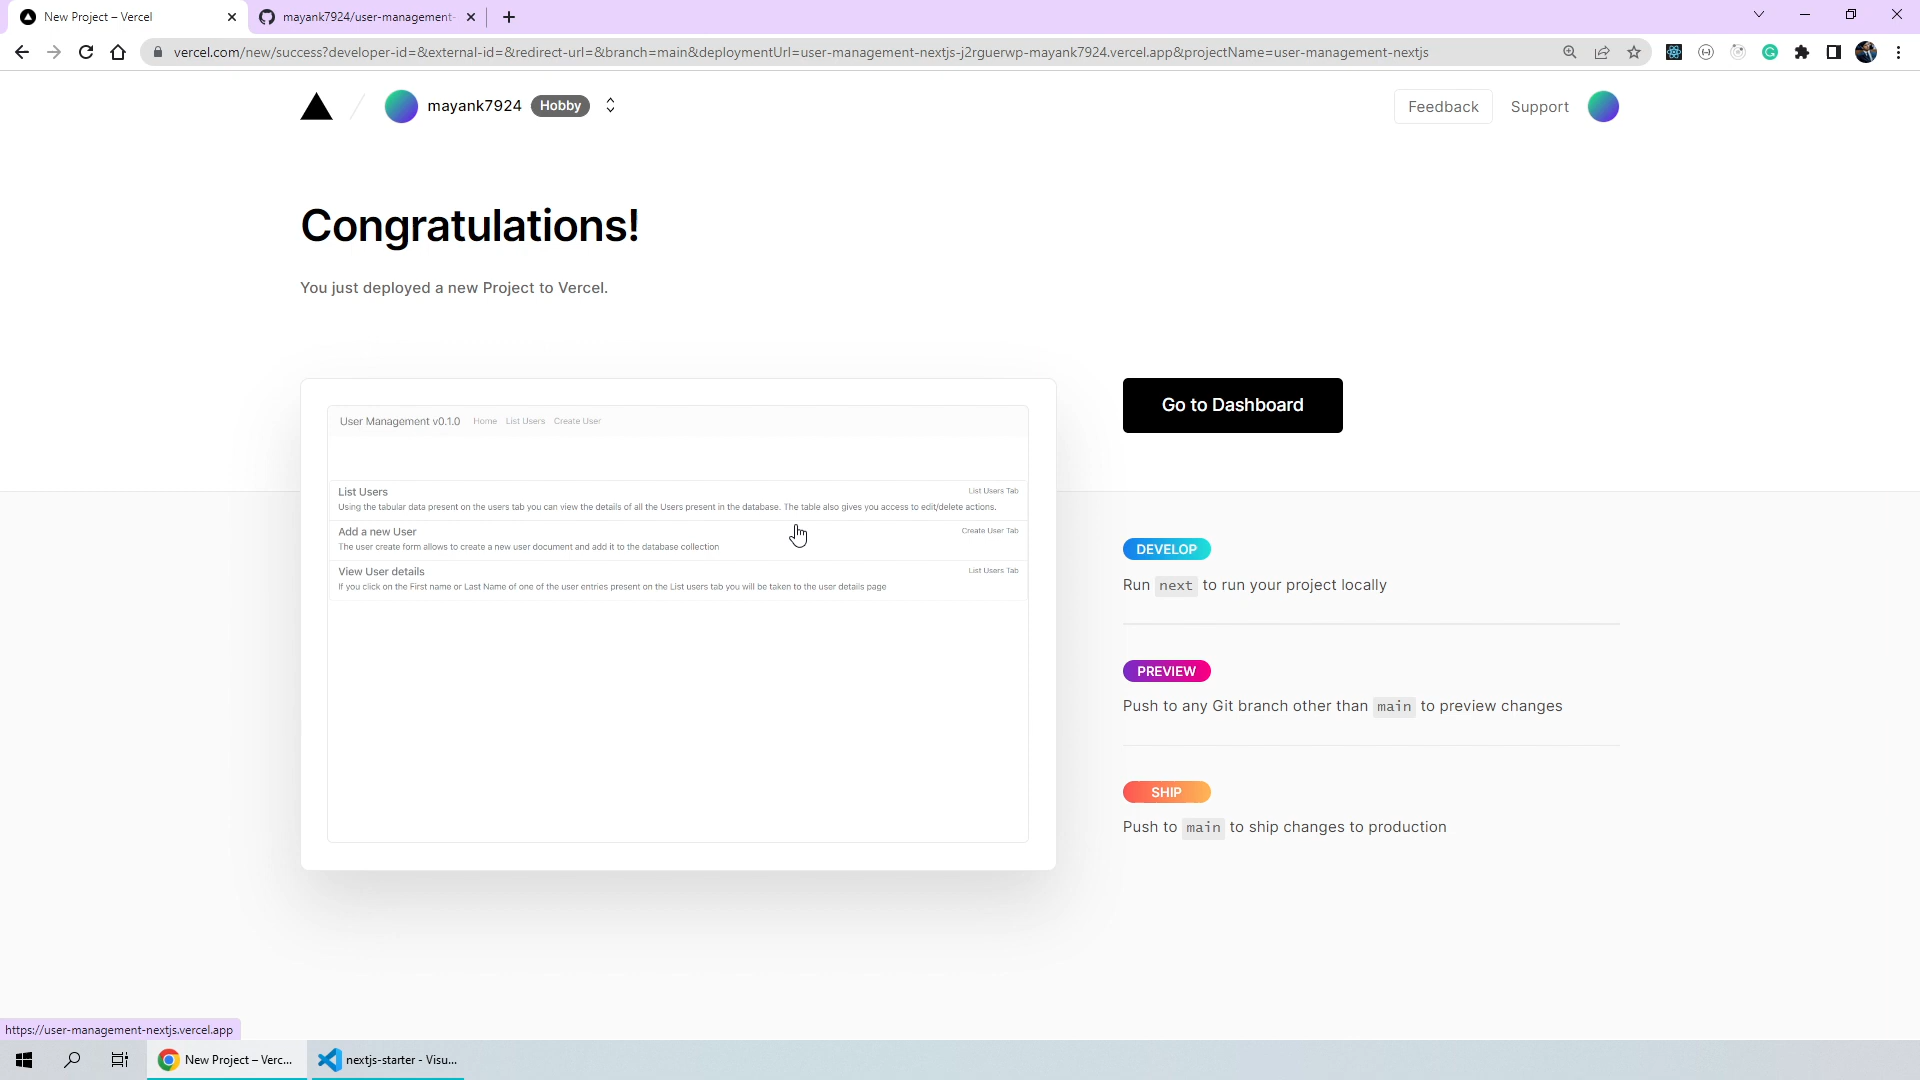 New Project – Vercel
mayank7924/user-management-
vercel.com/new/success?developer-id=&external-id=&redirect-url=&branch=main&deploymentUrl=user-management-nextjs-j2rguerwp-mayank7924.vercel.app&projectName=user-management-nextjs
mayank7924 Hobby
Feedback Support
Congratulations!
You just deployed a new Project to Vercel.
User Management v0.1.0 Home List Users Create User
List Users List Users Tab
Using the tabular data present on the users tab you can view the details of all the Users present in the database. The table also gives you access to edit/delete actions.
Add a new User Create User Tab
The user create form allows to create a new user document and add it to the database collection
View User details List Users Tab
If you click on the First name or Last Name of one of the user entries present on the List users tab you will be taken to the user details page
Go to Dashboard
DEVELOP
Run next to run your project locally
PREVIEW
Push to any Git branch other than main to preview changes
SHIP
Push to main to ship changes to production
https://user-management-nextjs.vercel.app
New Project – Verc...
nextjs-starter - Visu...